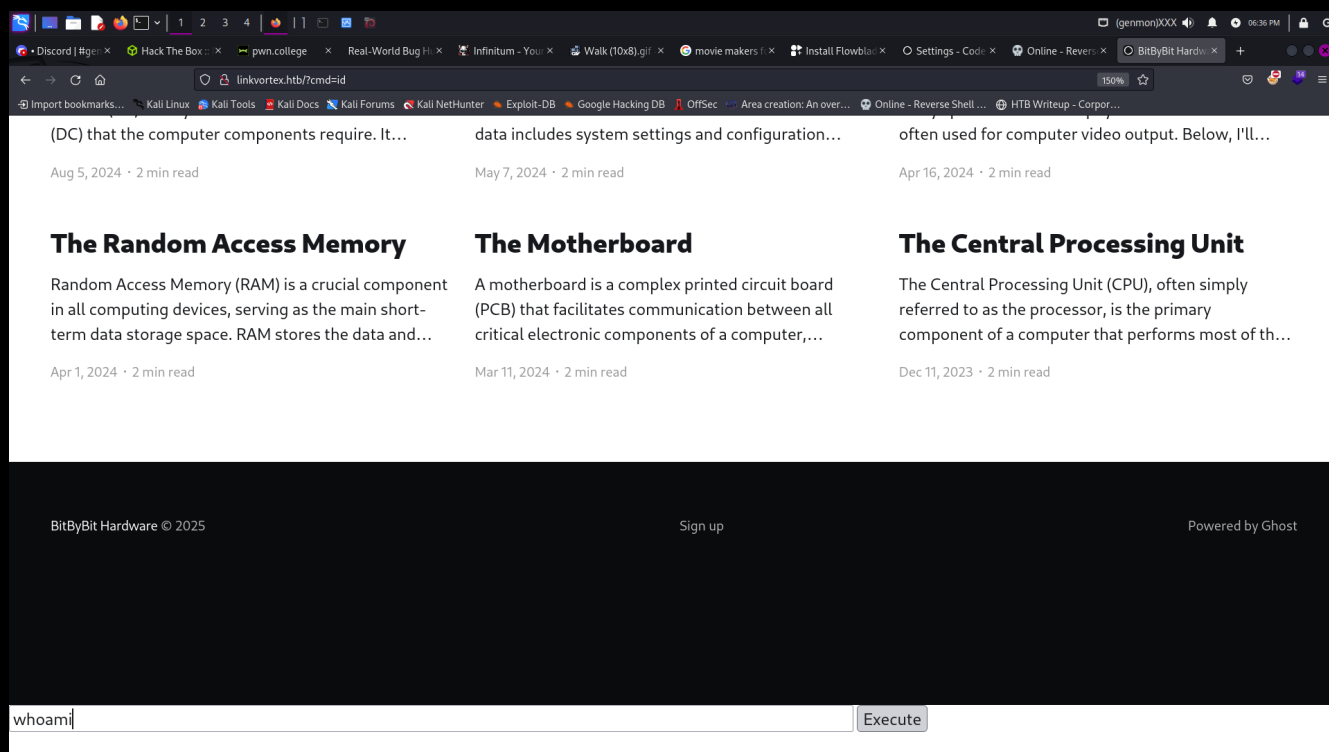 1 2 3 4
(genmon)XXX 06:36 PM
• Discord | #gen × Hack The Box :: × pwn.college × Real-World Bug Hu × Infinitum - Your × Walk (10x8).gif × movie makers f × Install Flowblad × Settings - Code × Online - Revers × BitByBit Hardw × +
linkvortex.htb/?cmd=id 150% 14
Import bookmarks... Kali Linux Kali Tools Kali Docs Kali Forums Kali NetHunter Exploit-DB Google Hacking DB OffSec Area creation: An over... Online - Reverse Shell ... HTB Writeup - Corpor...
(DC) that the computer components require. It…
data includes system settings and configuration…
often used for computer video output. Below, I'll…
Aug 5, 2024 • 2 min read
May 7, 2024 • 2 min read
Apr 16, 2024 • 2 min read
The Random Access Memory
Random Access Memory (RAM) is a crucial component
in all computing devices, serving as the main short-
term data storage space. RAM stores the data and…
Apr 1, 2024 • 2 min read
The Motherboard
A motherboard is a complex printed circuit board
(PCB) that facilitates communication between all
critical electronic components of a computer,…
Mar 11, 2024 • 2 min read
The Central Processing Unit
The Central Processing Unit (CPU), often simply
referred to as the processor, is the primary
component of a computer that performs most of th…
Dec 11, 2023 • 2 min read
BitByBit Hardware © 2025
Sign up
Powered by Ghost
whoami
Execute